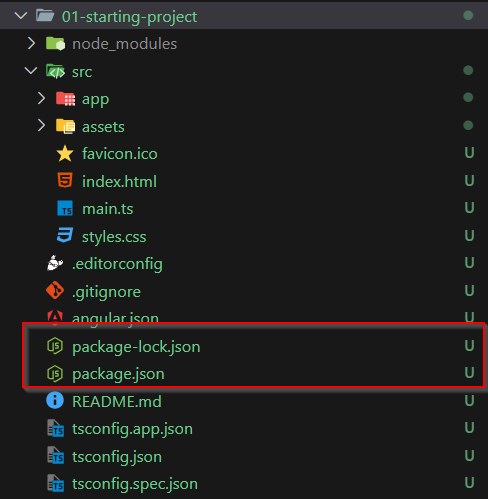 01-starting-project
node_modules
src
app
assets
favicon.ico U
index.html U
main.ts U
styles.css U
.editorconfig U
.gitignore U
angular.json U
package-lock.json U
package.json U
README.md U
tsconfig.app.json U
tsconfig.json U
tsconfig.spec.json U